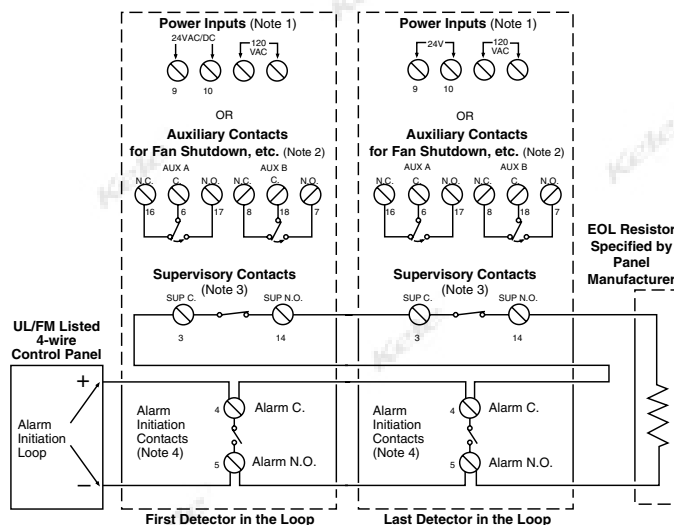 Power Inputs (Note 1)
24VAC/DC
120
VAC
9
10
OR
Auxiliary Contacts
for Fan Shutdown, etc. (Note 2)
AUX A
AUX B
N.C.
C.
N.O.
N.C.
C.
N.O.
16
6
17
8
18
7
Supervisory Contacts
(Note 3)
SUP C.
SUP N.O.
3
14
Power Inputs (Note 1)
24V
120
VAC
9
10
OR
Auxiliary Contacts
for Fan Shutdown, etc. (Note 2)
AUX A
AUX B
N.C.
C.
N.O.
N.C.
C.
N.O.
16
6
17
8
18
7
Supervisory Contacts
(Note 3)
SUP C.
SUP N.O.
3
14
EOL Resistor
Specified by
Panel
Manufacturer
UL/FM Listed
4-wire
Control Panel
+
Alarm
Initiation
Loop
–
Alarm
Initiation
Contacts
(Note 4)
4
Alarm C.
5
Alarm N.O.
First Detector in the Loop
Alarm
Initiation
Contacts
(Note 4)
4
Alarm C.
5
Alarm N.O.
Last Detector in the Loop